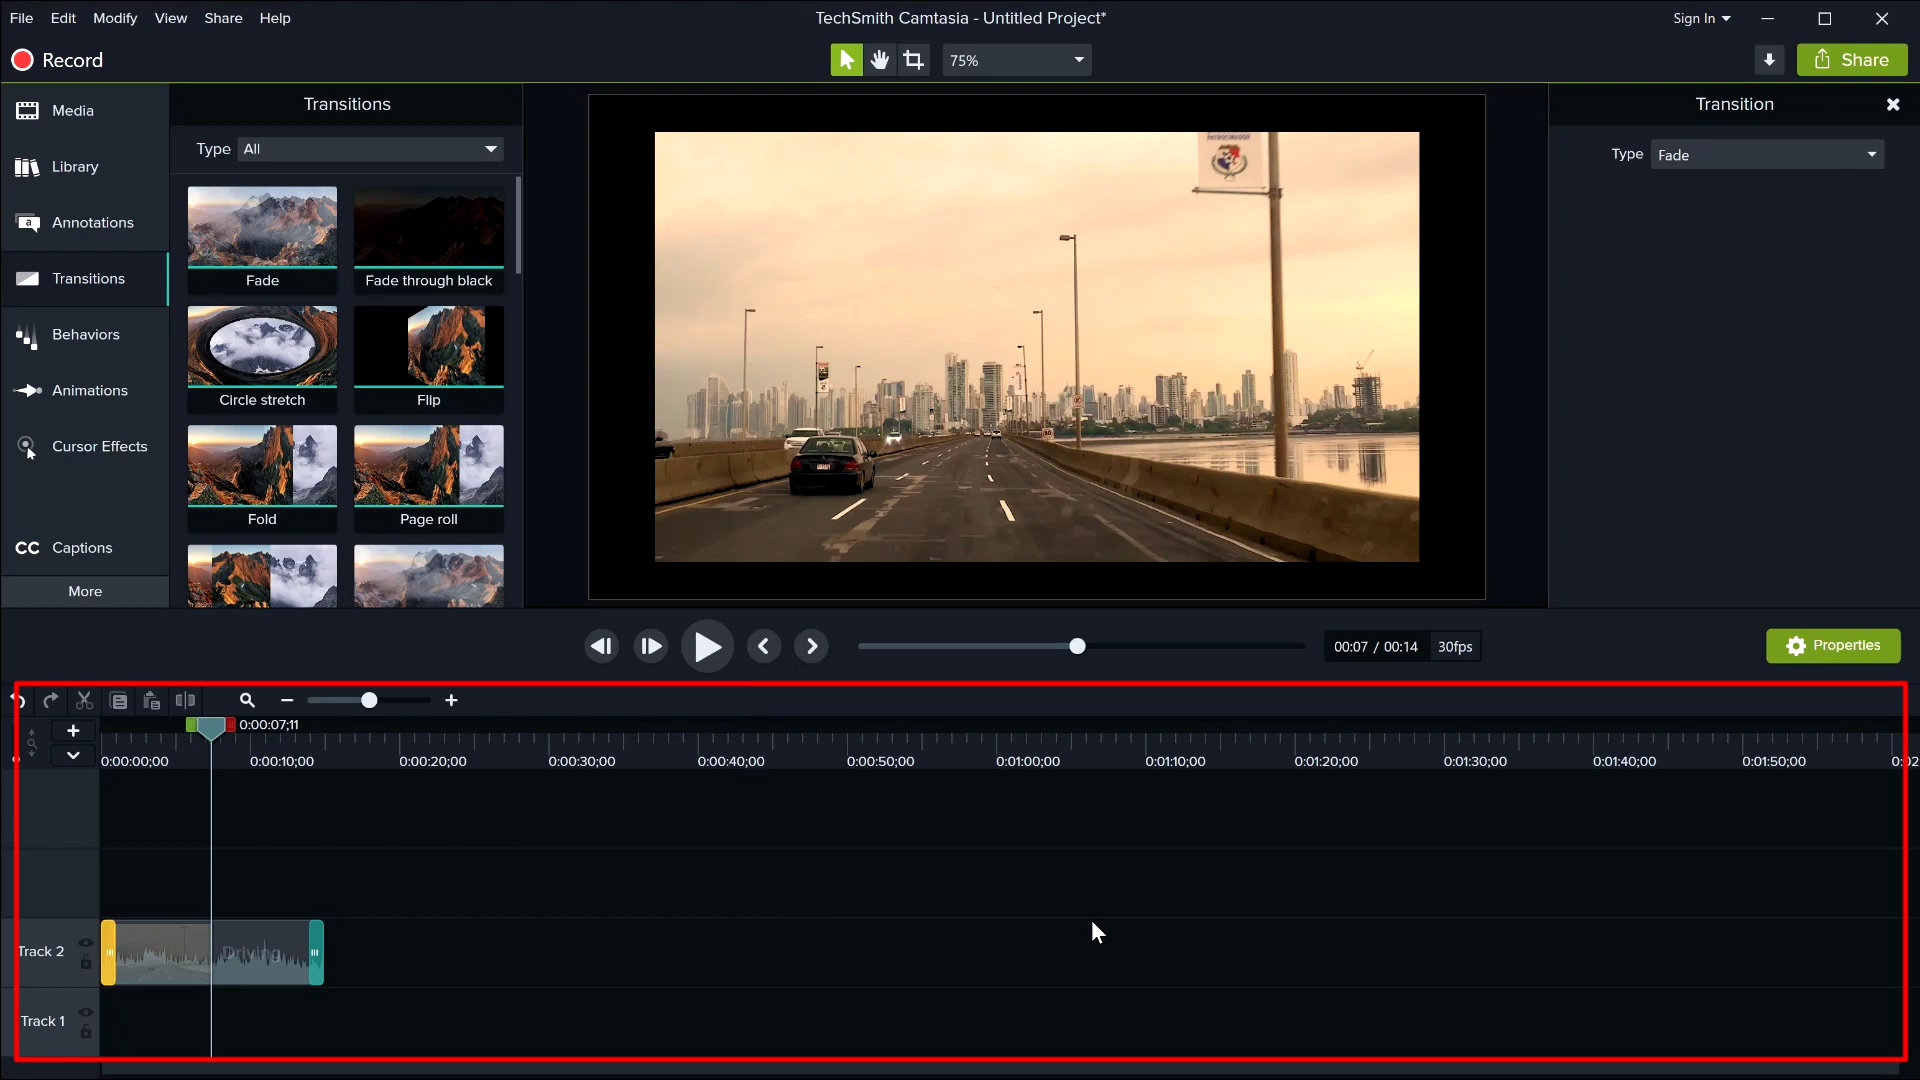 File Edit Modify View Share Help
TechSmith Camtasia - Untitled Project*
Sign In
Record
75%
Share
Media
Library
Annotations
Transitions
Behaviors
Animations
Cursor Effects
CC Captions
More
Transitions
Type All
Fade
Fade through black
Circle stretch
Flip
Fold
Page roll
Transition
Type Fade
00:07 / 00:14 30fps
Properties
0:00:07;11
0:00:00;00 0:00:10;00 0:00:20;00 0:00:30;00 0:00:40;00 0:00:50;00 0:01:00;00 0:01:10;00 0:01:20;00 0:01:30;00 0:01:40;00 0:01:50;00 0:02
Track 2
Driving
Track 1